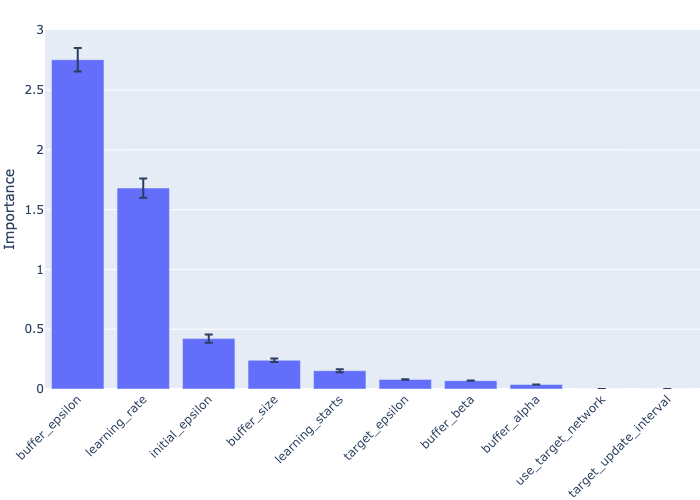 3
2.5
2
1.5
1
0.5
0
Importance
buffer_epsilon
learning_rate
initial_epsilon
buffer_size
learning_starts
target_epsilon
buffer_beta
buffer_alpha
use_target_network
target_update_interval